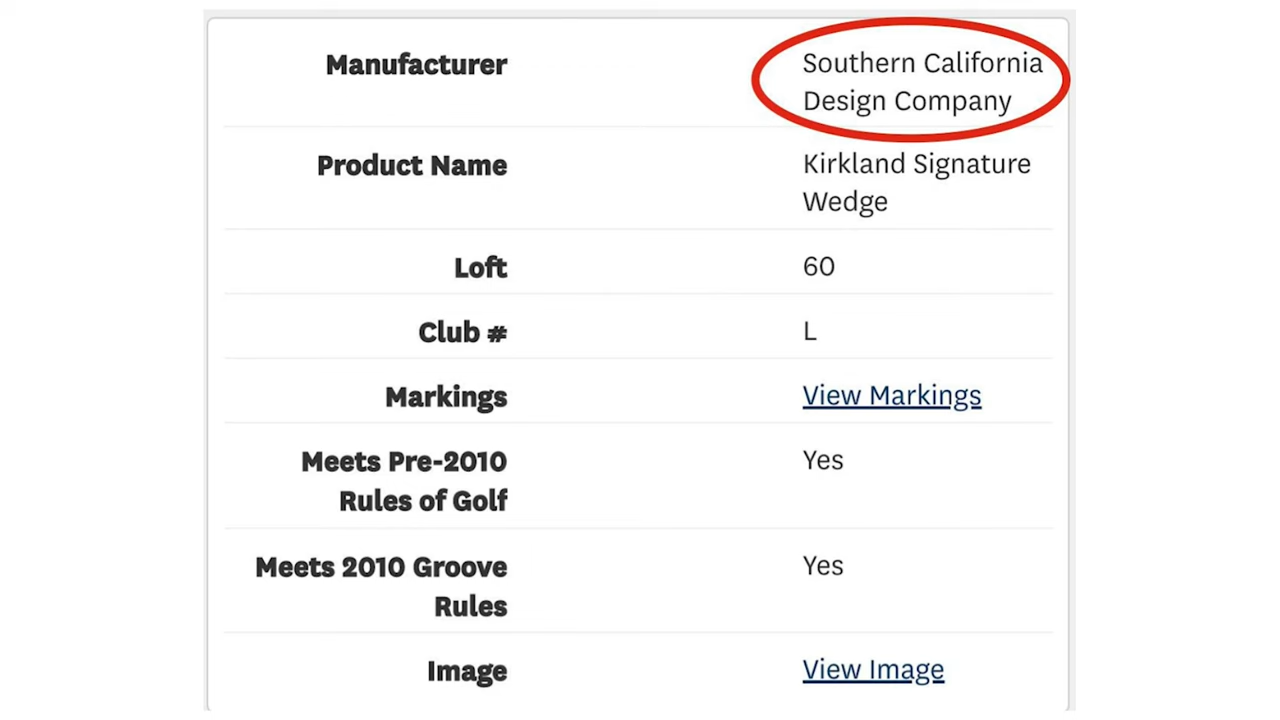 Manufacturer
Southern California
Design Company
Product Name
Kirkland Signature
Wedge
Loft
60
Club #
L
Markings
View Markings
Meets Pre-2010
Rules of Golf
Yes
Meets 2010 Groove
Rules
Yes
Image
View Image